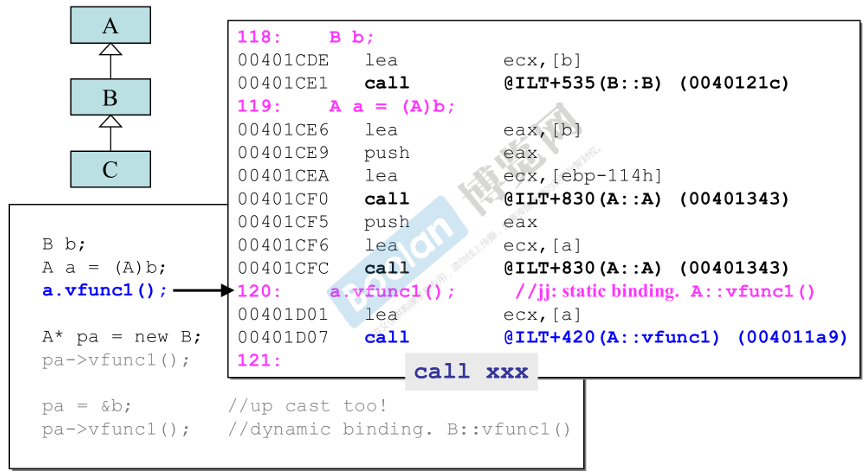 A
B
C
118:    B b;
00401CDE   lea         ecx,[b]
00401CE1   call        @ILT+535(B::B) (0040121c)
119:    A a = (A)b;
00401CE6   lea         eax,[b]
00401CE9   push        eax
00401CEA   lea         ecx,[ebp-114h]
00401CF0   call        @ILT+830(A::A) (00401343)
00401CF5   push        eax
00401CF6   lea         ecx,[a]
00401CFC   call        @ILT+830(A::A) (00401343)
120:    a.vfunc1();    //jj: static binding. A::vfunc1()
00401D01   lea         ecx,[a]
00401D07   call        @ILT+420(A::vfunc1) (004011a9)
121:
call xxx
B b;
A a = (A)b;
a.vfunc1();
A* pa = new B;
pa->vfunc1();
pa = &b;       //up cast too!
pa->vfunc1();  //dynamic binding. B::vfunc1()
Boolan 博览网